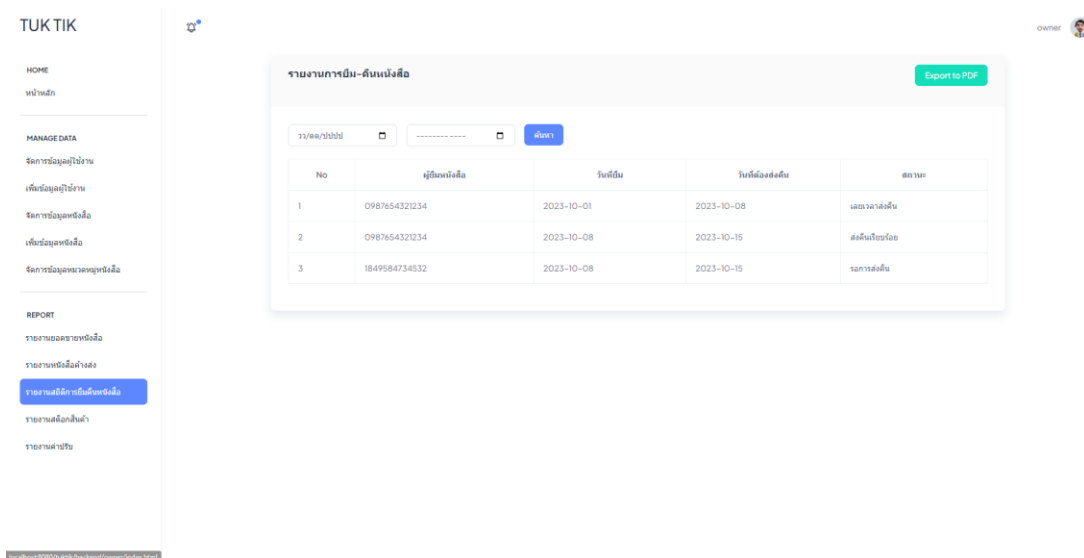 TUK TIK
owner
HOME
หน้าหลัก
MANAGE DATA
จัดการข้อมูลผู้ใช้งาน
เพิ่มข้อมูลผู้ใช้งาน
จัดการข้อมูลหนังสือ
เพิ่มข้อมูลหนังสือ
จัดการข้อมูลหมวดหมู่หนังสือ
REPORT
รายงานยอดขายหนังสือ
รายงานหนังสือค้างส่ง
รายงานสถิติการยืมคืนหนังสือ
รายงานสต็อกสินค้า
รายงานค่าปรับ
รายงานการยืม-คืนหนังสือ
Export to PDF
วว/ดด/ปปปป
---------- ----
ค้นหา
No ผู้ยืมหนังสือ วันที่ยืม วันที่ต้องส่งคืน สถานะ
1 0987654321234 2023-10-01 2023-10-08 เลยเวลาส่งคืน
2 0987654321234 2023-10-08 2023-10-15 ส่งคืนเรียบร้อย
3 1849584734532 2023-10-08 2023-10-15 รอการส่งคืน
localhost:8080/tuktik/backend/owner/index.html